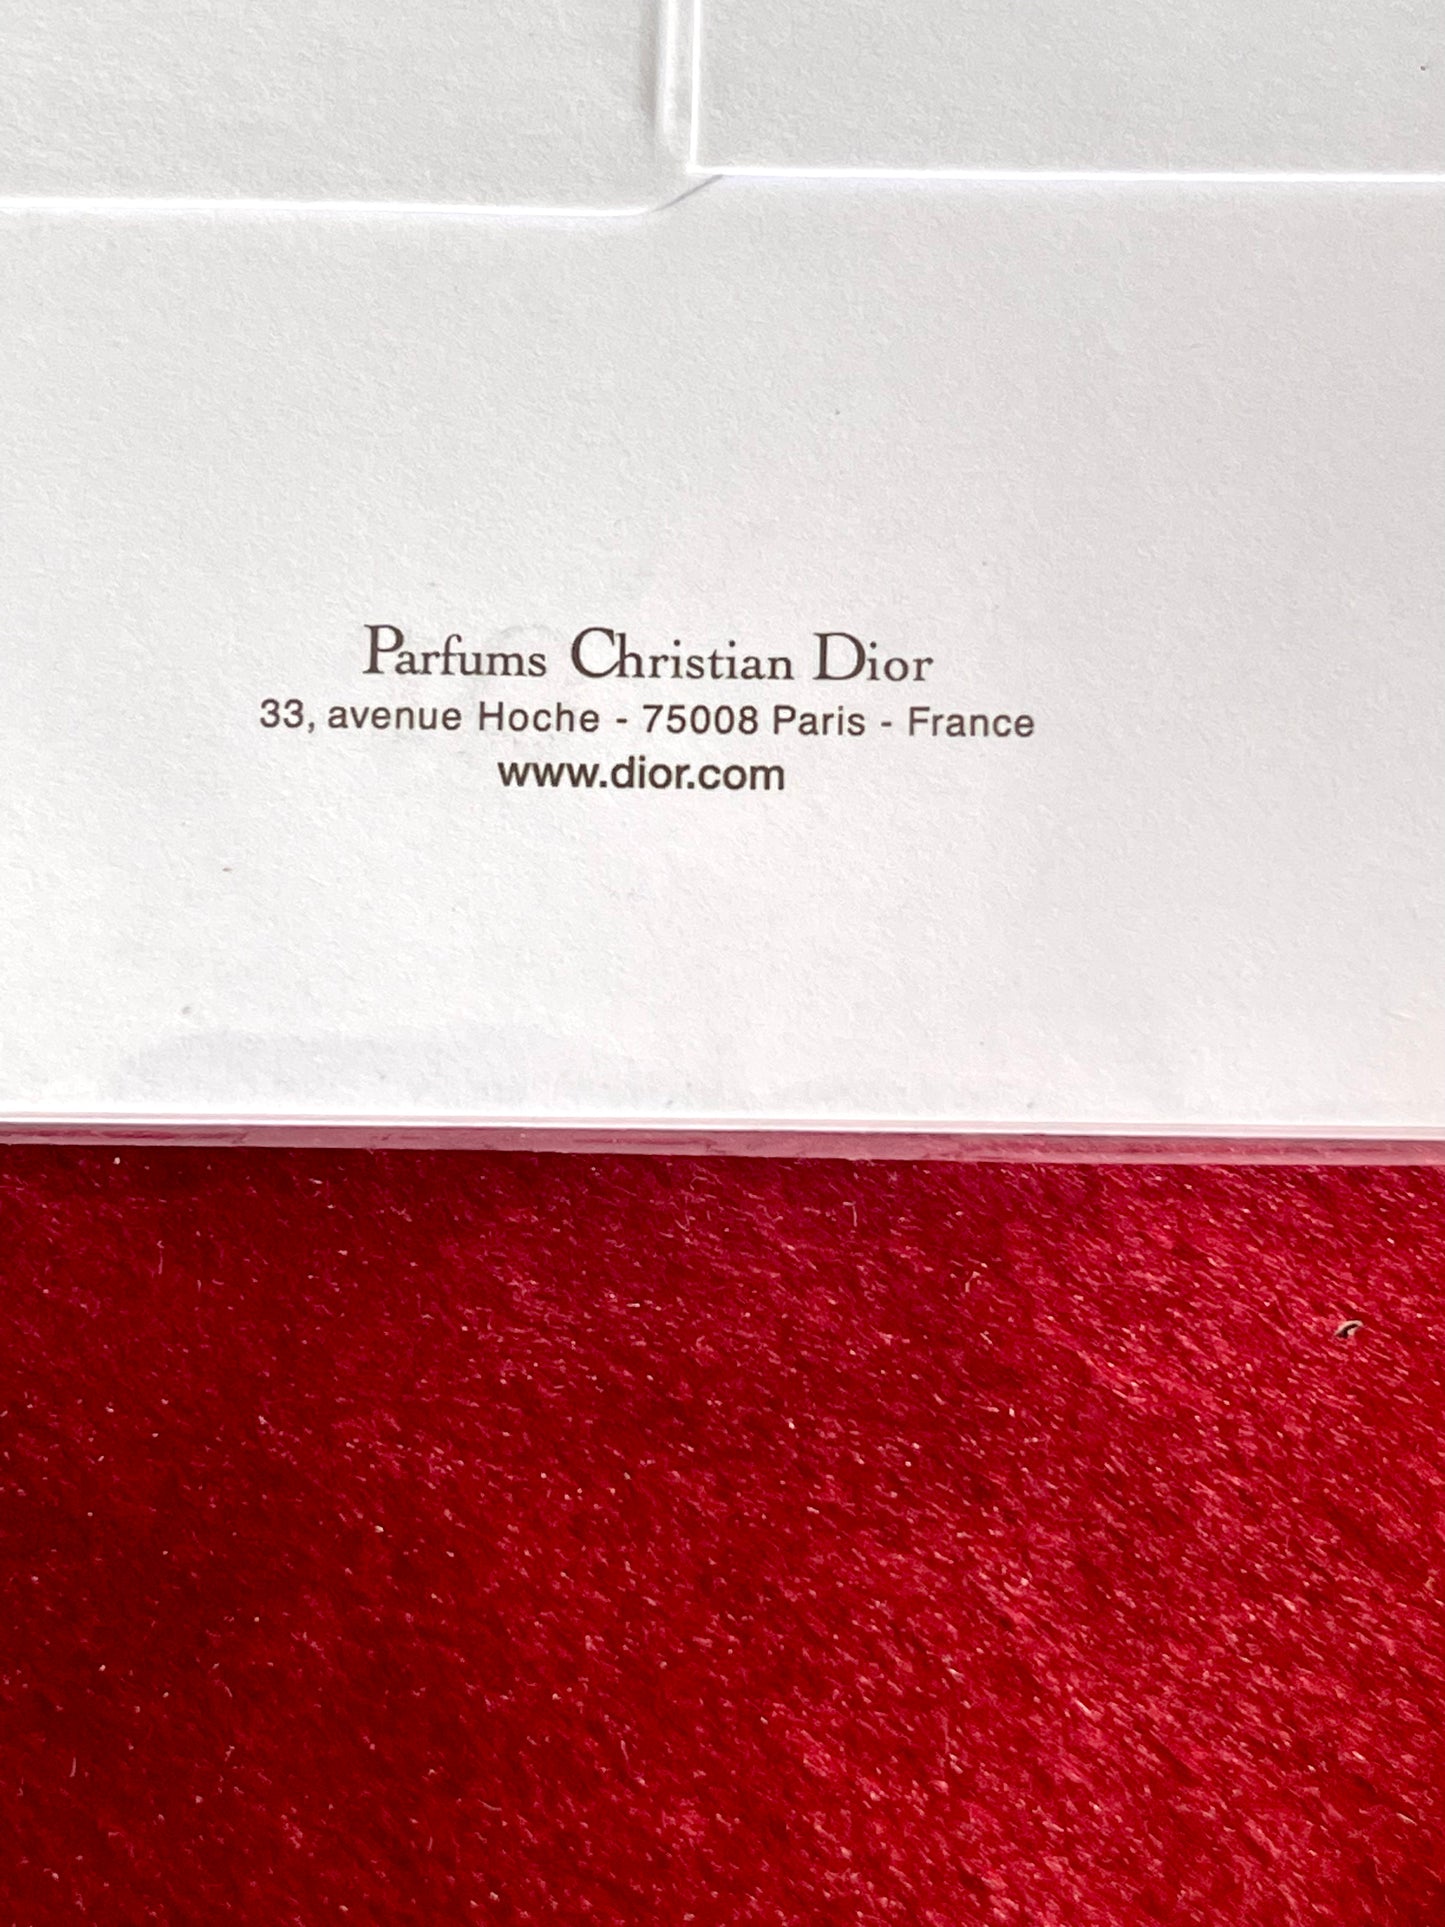 Parfums Christian Dior
33, avenue Hoche - 75008 Paris - France
www.dior.com